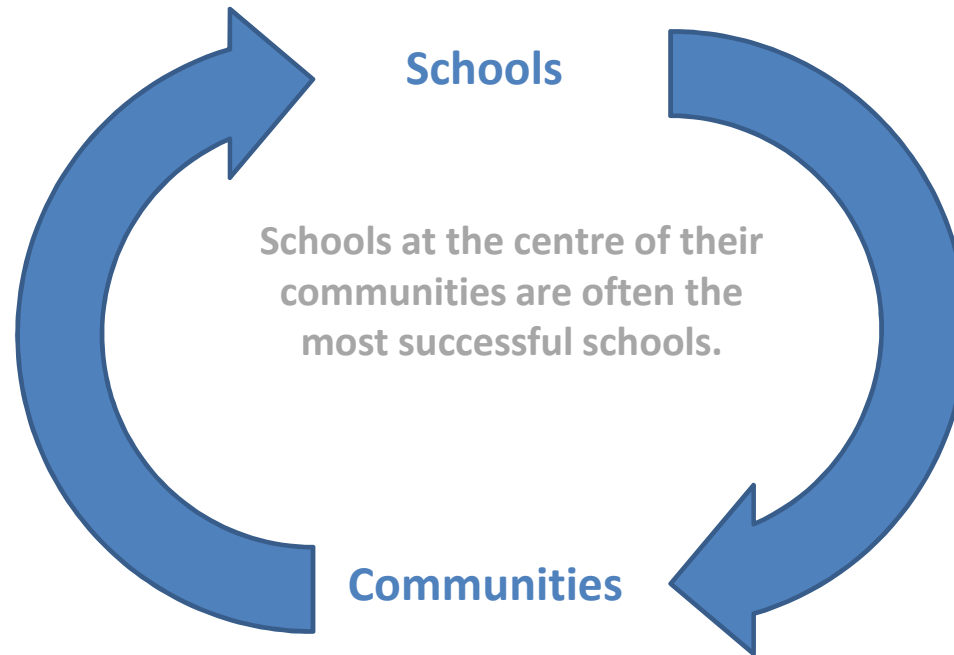 Schools
Schools at the centre of their
communities are often the
most successful schools.
Communities